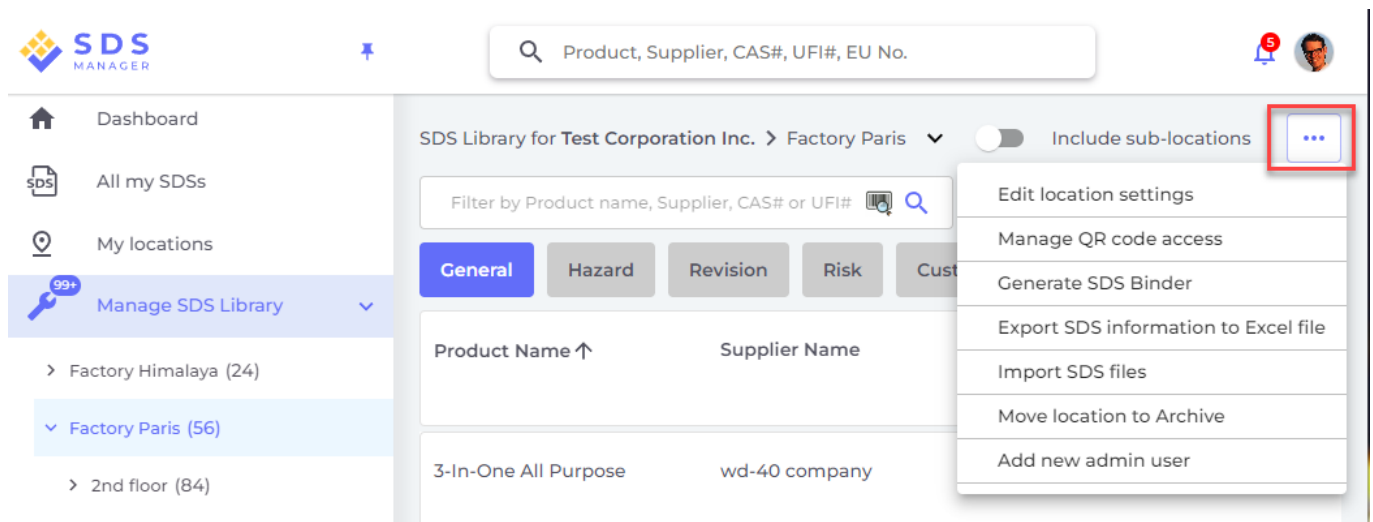 SDS
MANAGER
Product, Supplier, CAS#, UFI#, EU No.
5
Dashboard
SDS
All my SDSs
My locations
99+
Manage SDS Library
Factory Himalaya (24)
Factory Paris (56)
2nd floor (84)
SDS Library for Test Corporation Inc. > Factory Paris
Include sub-locations
Filter by Product name, Supplier, CAS# or UFI#
General Hazard Revision Risk Cust
Product Name Supplier Name
3-In-One All Purpose wd-40 company
Edit location settings
Manage QR code access
Generate SDS Binder
Export SDS information to Excel file
Import SDS files
Move location to Archive
Add new admin user